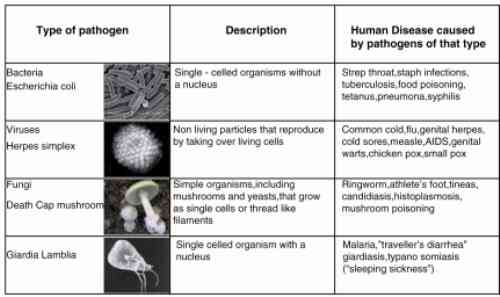 Type of pathogen
Description
Human Disease caused
by pathogens of that type
Bacteria
Escherichia coli
Single - celled organisms without
a nucleus
Strep throat,staph infections,
tuberculosis,food poisoning,
tetanus,pneumona,syphilis
Viruses
Herpes simplex
Non living particles that reproduce
by taking over living cells
Common cold,flu,genital herpes,
cold sores,measle,AIDS,genital
warts,chicken pox,small pox
Fungi
Death Cap mushroom
Simple organisms,including
mushrooms and yeasts,that grow
as single cells or thread like
filaments
Ringworm,athlete's foot,tineas,
candidiasis,histoplasmosis,
mushroom poisoning
Giardia Lamblia
Single celled organism with a
nucleus
Malaria,"traveller's diarrhea"
giardiasis,typano somiasis
("sleeping sickness")